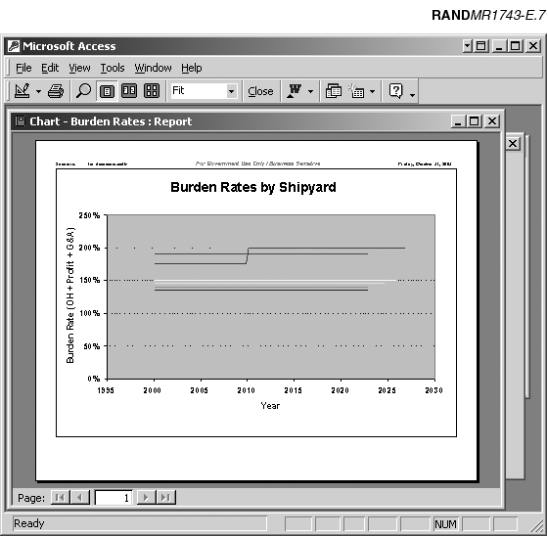 RANDMR1743-E.7
Microsoft Access
File Edit View Tools Window Help
Fit Close
Chart - Burden Rates : Report
For Government Use Only / Business Sensitive
Burden Rates by Shipyard
Burden Rate (OH + Profit + G&A)
250%
200%
150%
100%
50%
0%
1995 2000 2005 2010 2015 2020 2025 2030
Year
Page: 1
Ready NUM